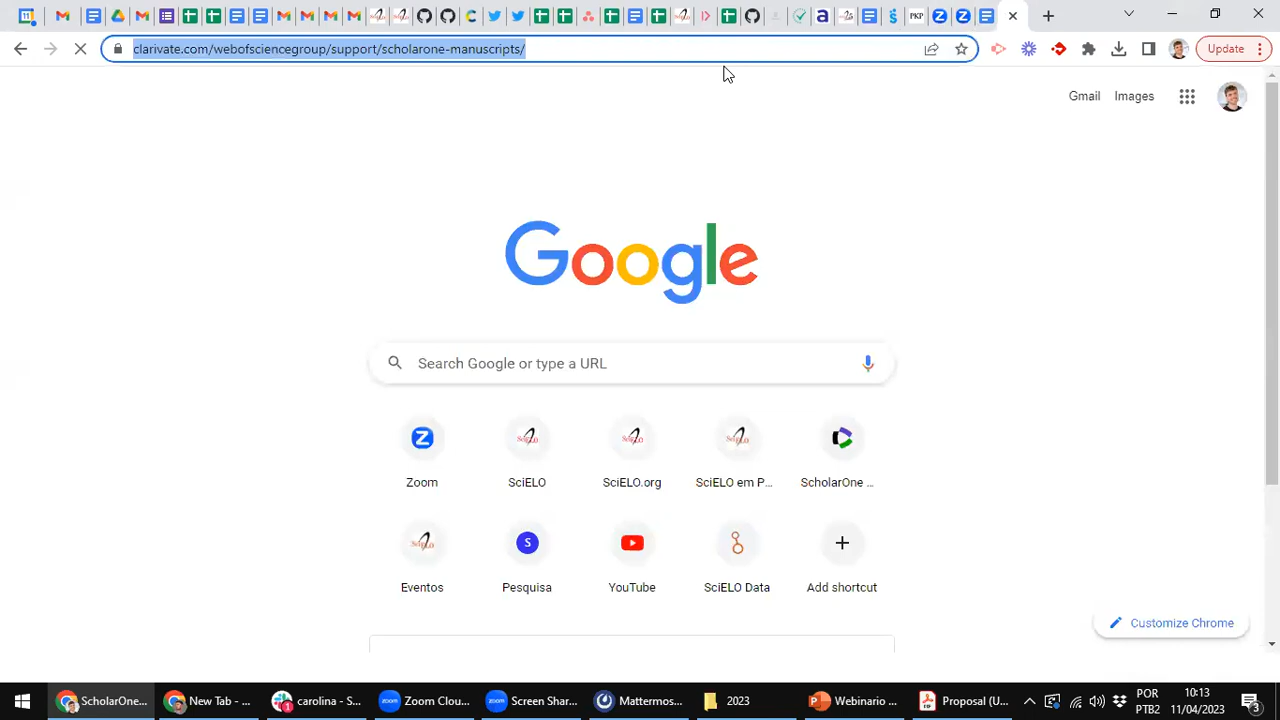 clarivate.com/webofsciencegroup/support/scholarone-manuscripts/
Update
Gmail
Images
Google
Search Google or type a URL
Zoom
SciELO
SciELO.org
SciELO em P...
ScholarOne ...
S
Eventos
Pesquisa
YouTube
SciELO Data
Add shortcut
Customize Chrome
ScholarOne...
New Tab - ...
carolina - S...
Zoom Clou...
Screen Shar...
Mattermos...
2023
Webinario ...
Proposal (U...
POR
PTB2
10:13
11/04/2023